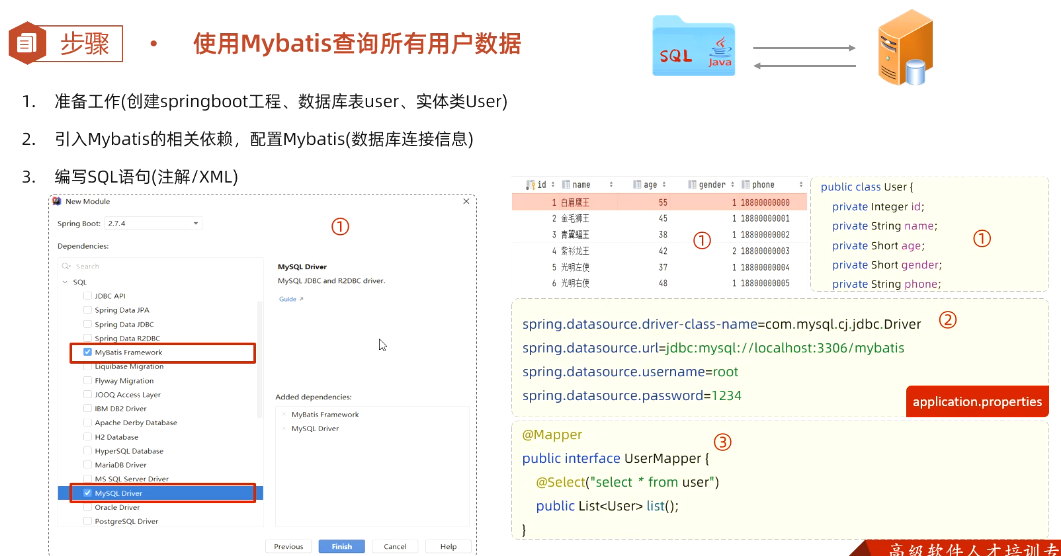 步骤
• 使用Mybatis查询所有用户数据
SQL
Java
1. 准备工作(创建springboot工程、数据库表user、实体类User)
2. 引入Mybatis的相关依赖，配置Mybatis(数据库连接信息)
3. 编写SQL语句(注解/XML)
New Module
Spring Boot: 2.7.4
①
Dependencies:
Search
SQL
JDBC API
Spring Data JPA
Spring Data JDBC
Spring Data R2DBC
MyBatis Framework
Liquibase Migration
Flyway Migration
JOOQ Access Layer
IBM DB2 Driver
Apache Derby Database
H2 Database
HyperSQL Database
MariaDB Driver
MS SQL Server Driver
MySQL Driver
Oracle Driver
PostgreSQL Driver
MySQL Driver
MySQL JDBC and R2DBC driver.
Guide
Added dependencies:
MyBatis Framework
MySQL Driver
Previous Finish Cancel Help
id name age gender phone
1 白眉鹰王 55 1 18800000000
2 金毛狮王 45 1 18800000001
3 青翼蝠王 38 1 18800000002
4 紫衫龙王 42 2 18800000003
5 光明左使 37 1 18800000004
6 光明右使 48 1 18800000005
①
public class User {
private Integer id;
private String name;
private Short age;
private Short gender;
private String phone;
①
spring.datasource.driver-class-name=com.mysql.cj.jdbc.Driver
spring.datasource.url=jdbc:mysql://localhost:3306/mybatis
spring.datasource.username=root
spring.datasource.password=1234
②
application.properties
@Mapper
public interface UserMapper {
@Select("select * from user")
public List<User> list();
}
③
高级软件人才培训专